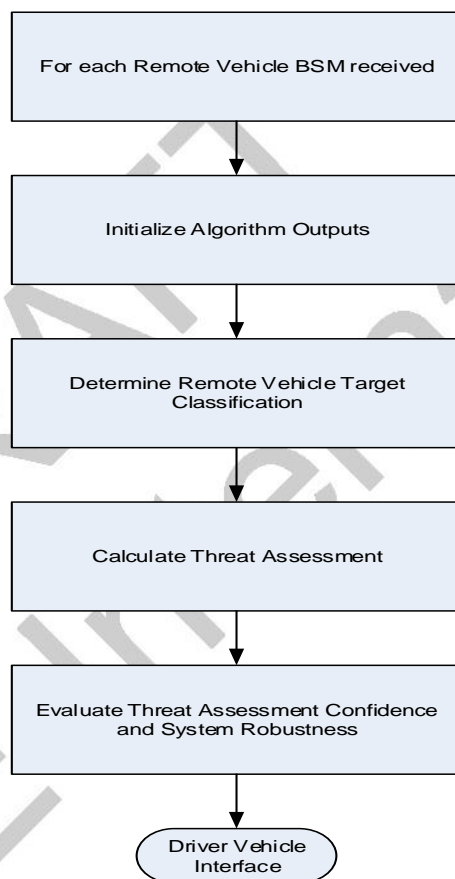 For each Remote Vehicle BSM received
Initialize Algorithm Outputs
Determine Remote Vehicle Target
Classification
Calculate Threat Assessment
Evaluate Threat Assessment Confidence
and System Robustness
Driver Vehicle
Interface